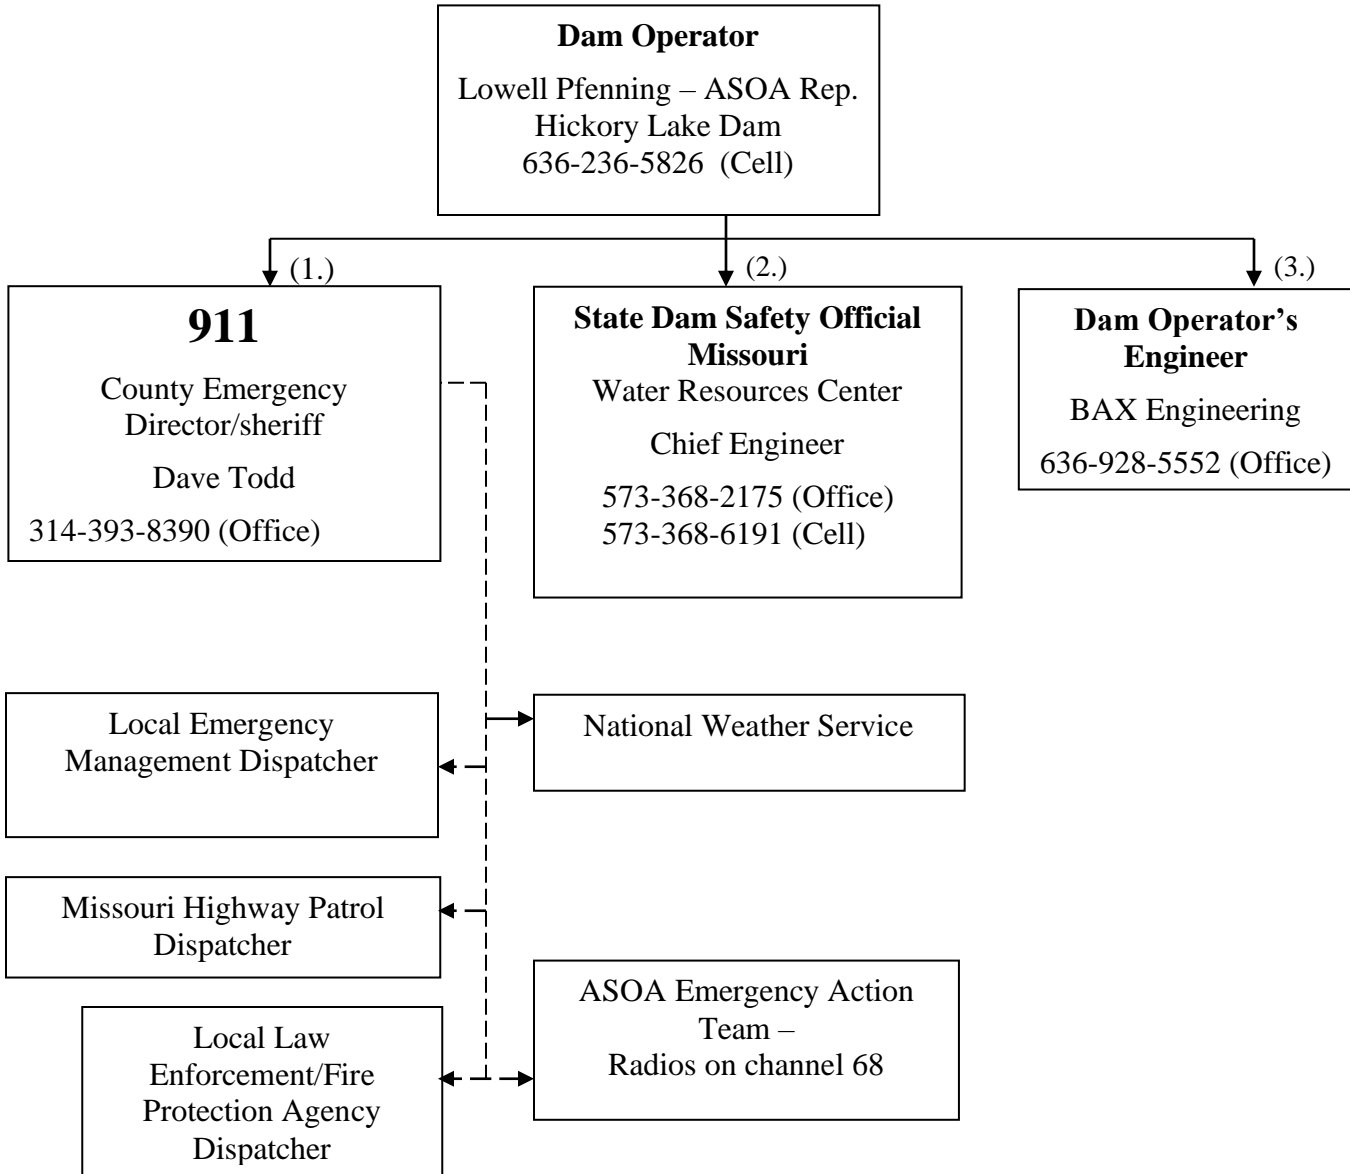 Dam Operator
Lowell Pfenning – ASOA Rep.
Hickory Lake Dam
636-236-5826  (Cell)
(1.)
(2.)
(3.)
911
County Emergency
Director/sheriff
Dave Todd
314-393-8390 (Office)
State Dam Safety Official
Missouri
Water Resources Center
Chief Engineer
573-368-2175 (Office)
573-368-6191 (Cell)
Dam Operator’s
Engineer
BAX Engineering
636-928-5552 (Office)
Local Emergency
Management Dispatcher
National Weather Service
Missouri Highway Patrol
Dispatcher
ASOA Emergency Action
Team –
Radios on channel 68
Local Law
Enforcement/Fire
Protection Agency
Dispatcher